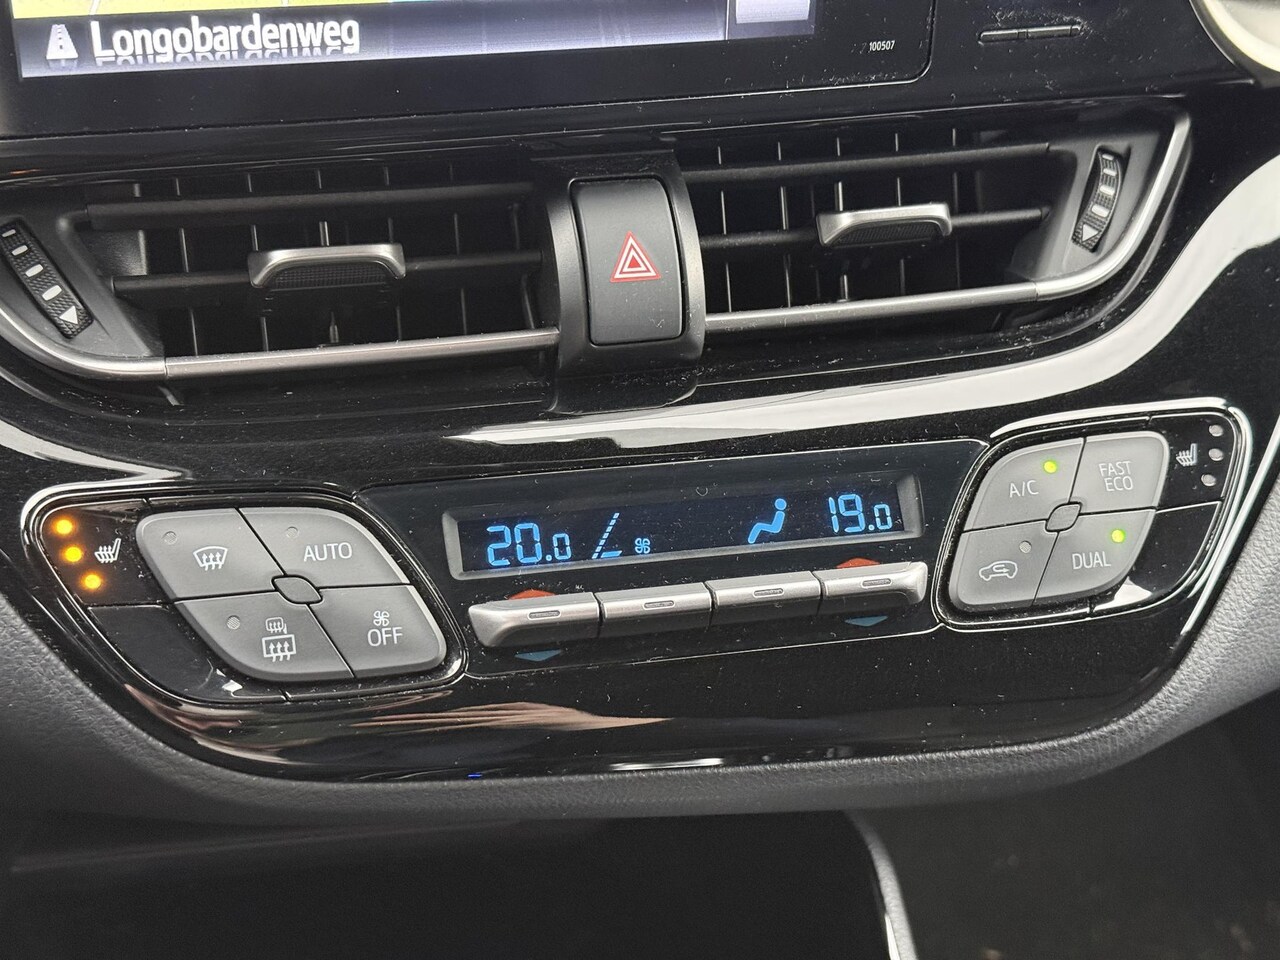 Longobardenweg
100507
20.0
19.0
A/C
FAST
ECO
AUTO
OFF
DUAL